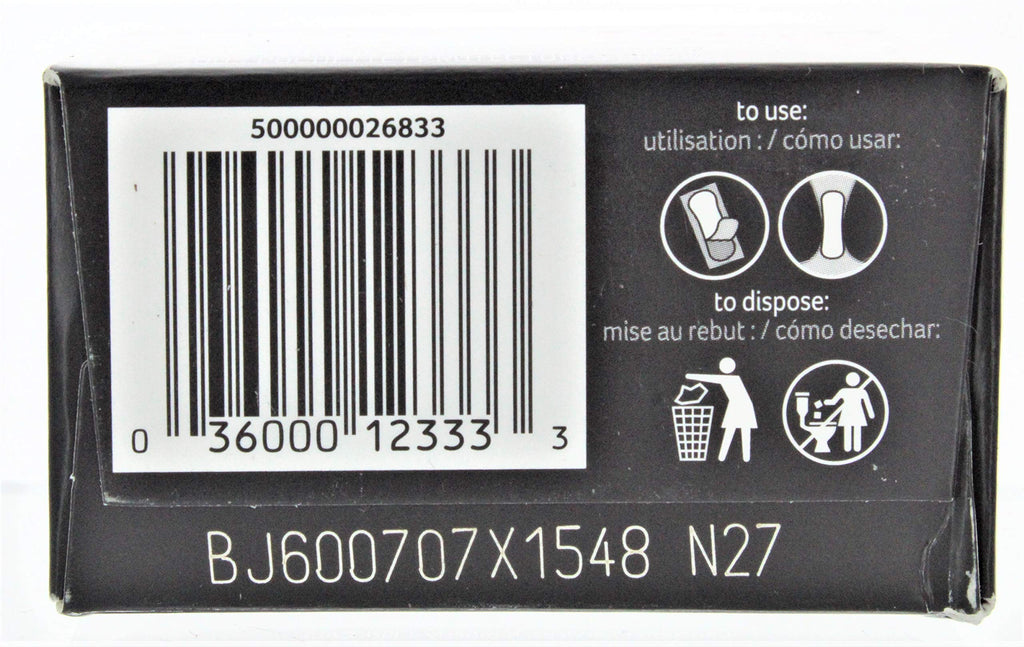 500000026833
0 36000 12333 3
to use:
utilisation : / cómo usar:
to dispose:
mise au rebut : / cómo desechar:
BJ600707X1548 N27